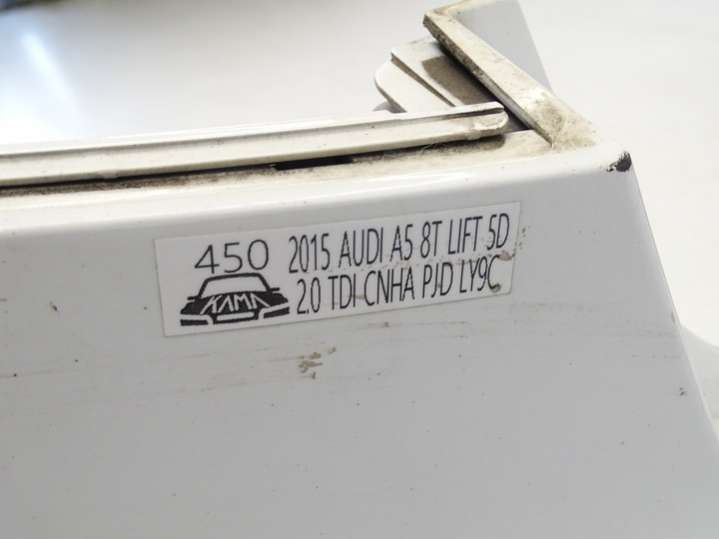 450
KAMA
2015 AUDI A5 8T LIFT 5D
2.0 TDI CNHA PJD LY9C